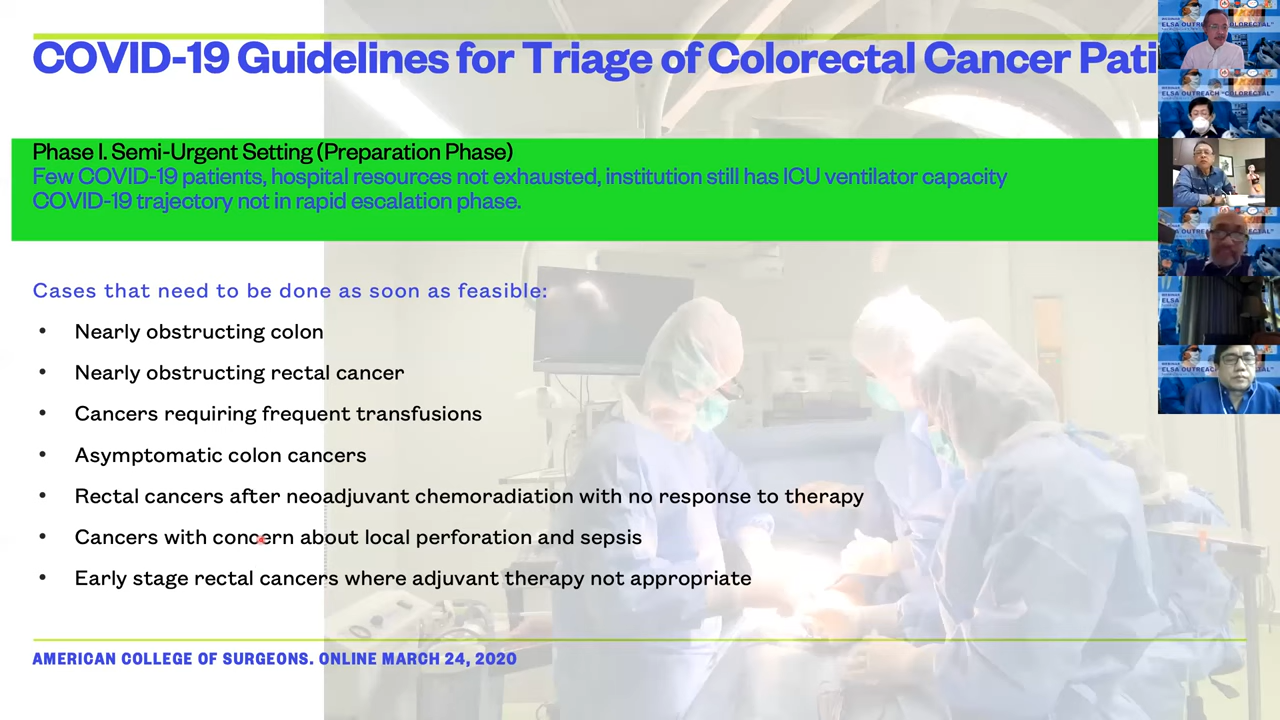 COVID-19 Guidelines for Triage of Colorectal Cancer Pati
Phase I. Semi-Urgent Setting (Preparation Phase)
Few COVID-19 patients, hospital resources not exhausted, institution still has ICU ventilator capacity
COVID-19 trajectory not in rapid escalation phase.
Cases that need to be done as soon as feasible:
• Nearly obstructing colon
• Nearly obstructing rectal cancer
• Cancers requiring frequent transfusions
• Asymptomatic colon cancers
• Rectal cancers after neoadjuvant chemoradiation with no response to therapy
• Cancers with concern about local perforation and sepsis
• Early stage rectal cancers where adjuvant therapy not appropriate
AMERICAN COLLEGE OF SURGEONS. ONLINE MARCH 24, 2020
WEBINAR
ELSA OUTREACH "COLORECTAL"